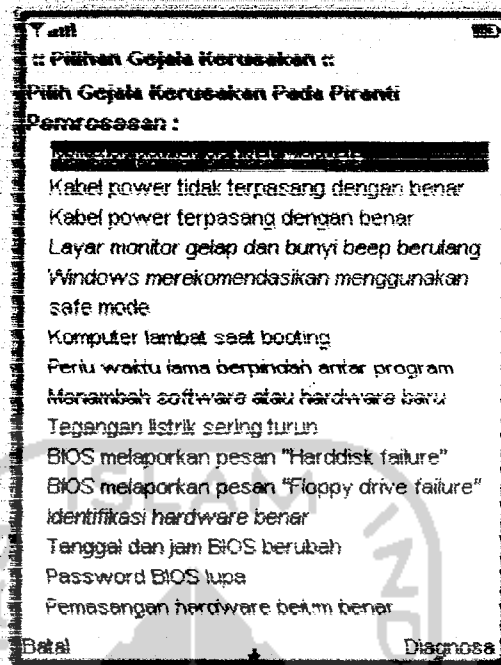 :: Pilihan Gejala Kerusakan ::
Pilih Gejala Kerusakan Pada Piranti
Pemrosesan :
Kabel power tidak terpasang dengan benar
Kabel power terpasang dengan benar
Layar monitor gelap dan bunyi beep berulang
Windows merekomendasikan menggunakan
safe mode
Komputer lambat saat booting
Perlu waktu lama berpindah antar program
Menambah software atau hardware baru
Tegangan listrik sering turun
BIOS melaporkan pesan "Harddisk failure"
BIOS melaporkan pesan "Floppy drive failure"
Identifikasi hardware benar
Tanggal dan jam BIOS berubah
Password BIOS lupa
Pemasangan hardware belum benar
Batal Diagnosa
ISLAM